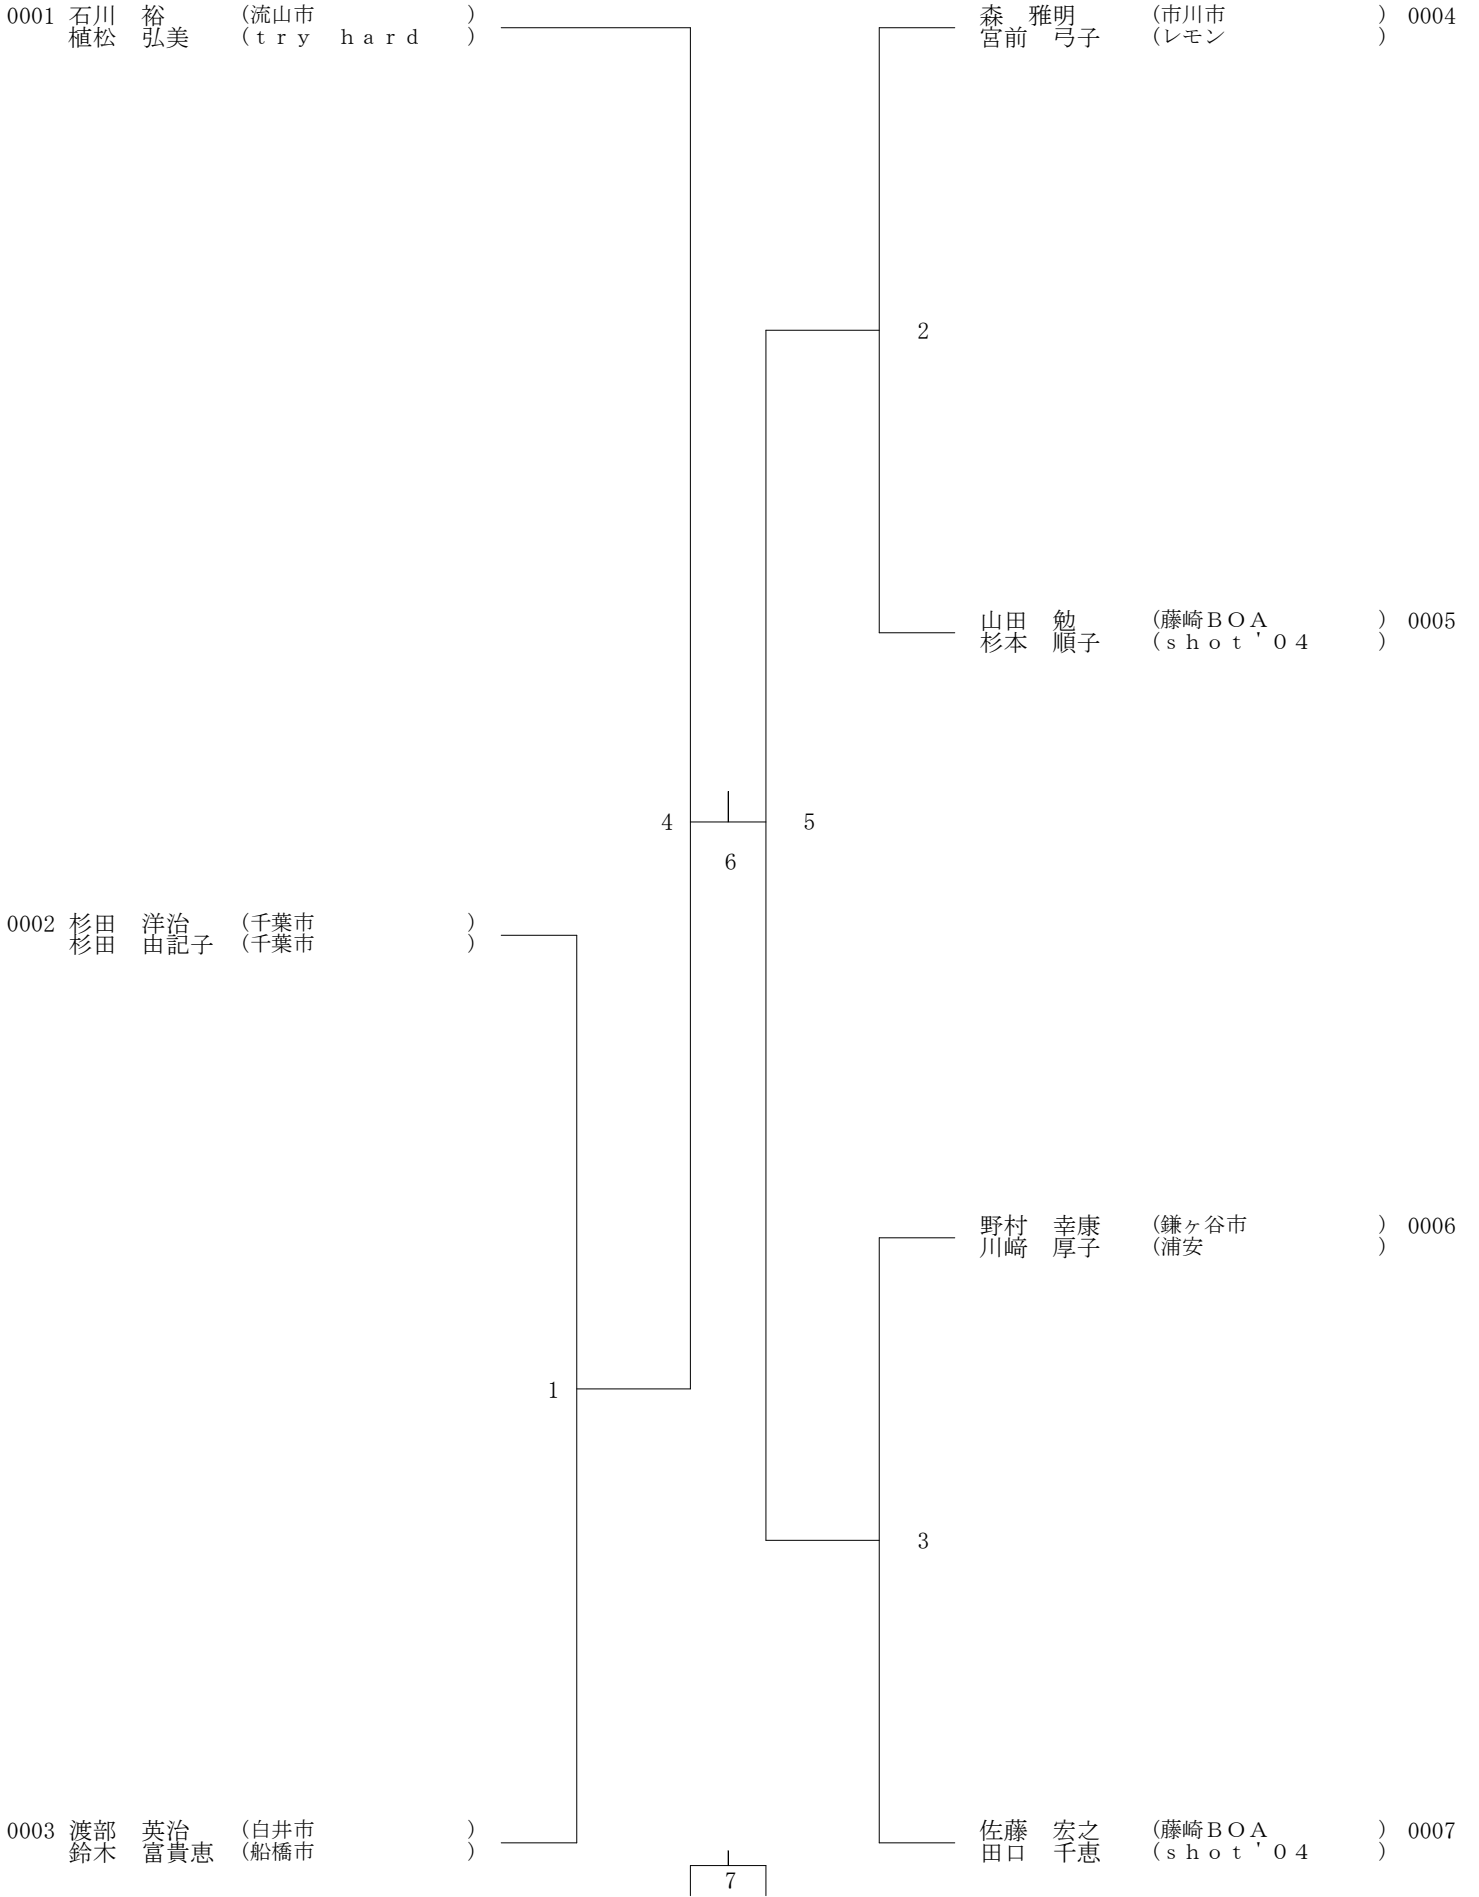 0001 石川　裕　(流山市　)
植松　弘美　(ｔｒｙ　ｈａｒｄ　)
森　雅明　(市川市　) 0004
宮前　弓子　(レモン　)
2
山田　勉　(藤崎ＢＯＡ　) 0005
杉本　順子　(ｓｈｏｔ＇０４　)
4
5
6
0002 杉田　洋治　(千葉市　)
杉田　由記子　(千葉市　)
野村　幸康　(鎌ヶ谷市　) 0006
川﨑　厚子　(浦安　)
1
3
0003 渡部　英治　(白井市　)
鈴木　富貴恵　(船橋市　)
佐藤　宏之　(藤崎ＢＯＡ　) 0007
田口　千恵　(ｓｈｏｔ＇０４　)
7